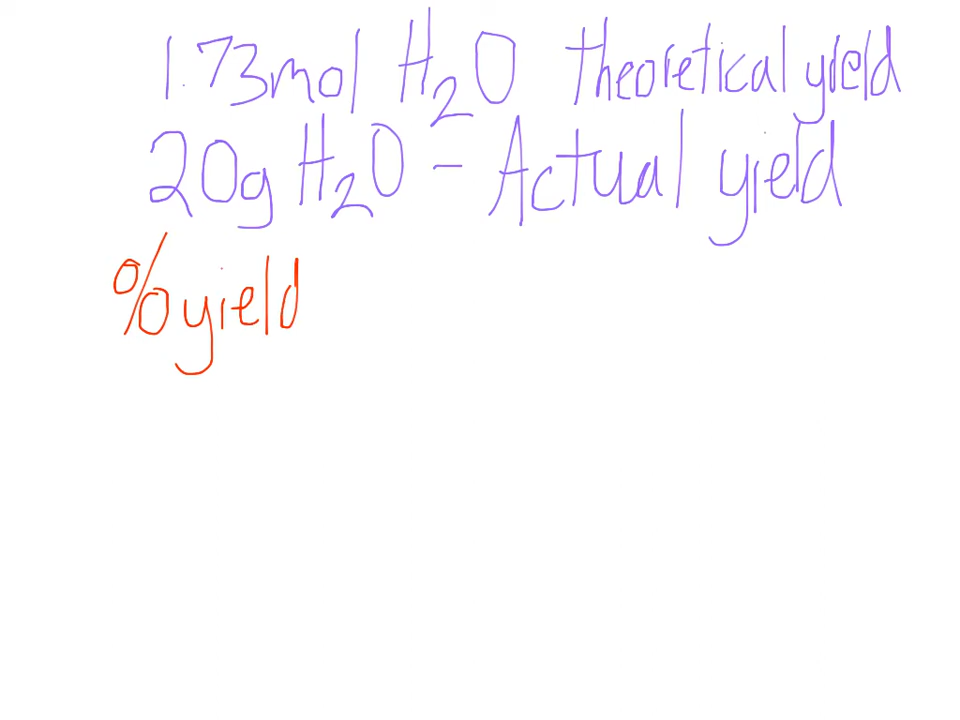 1.73mol H₂O theoretical yield
20g H₂O - Actual yield
% yield